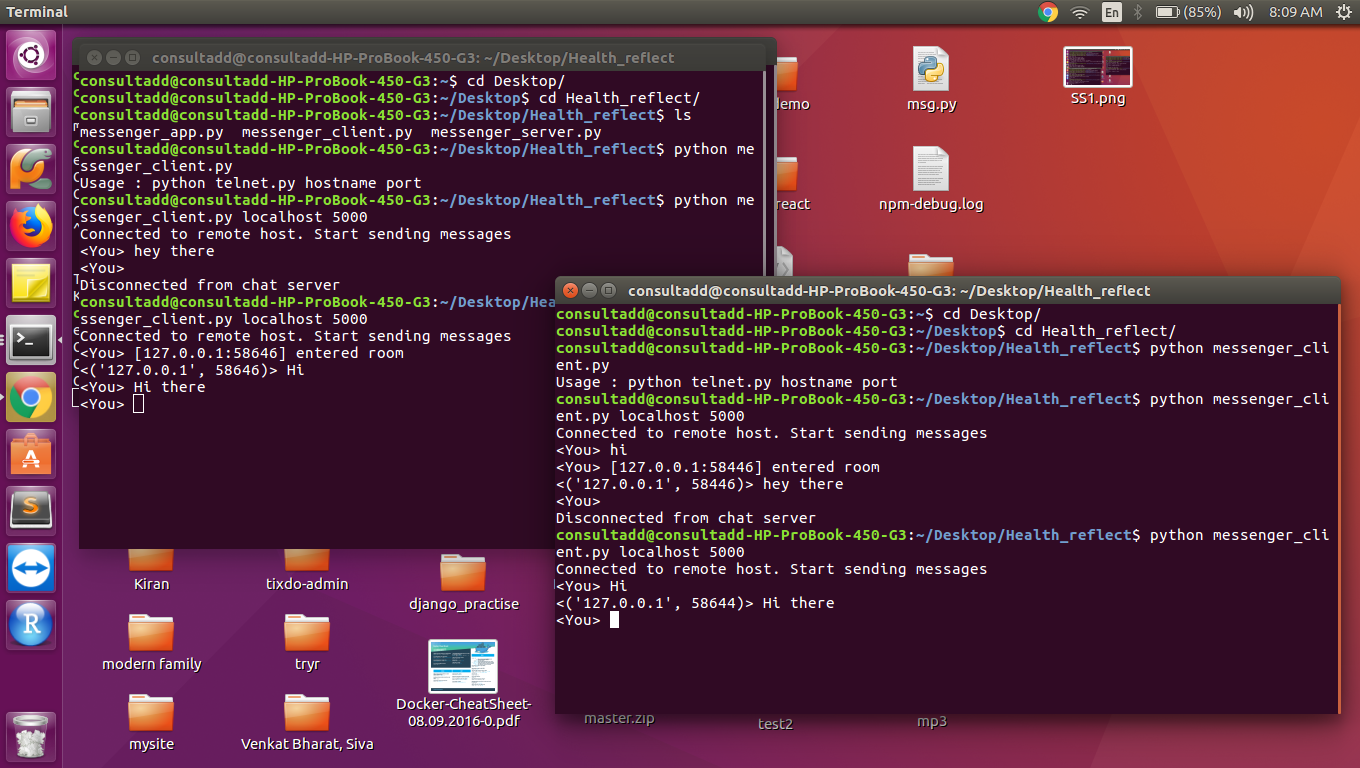 Terminal
En
(85%)
8:09 AM
consultadd@consultadd-HP-ProBook-450-G3: ~/Desktop/Health_reflect
consultadd@consultadd-HP-ProBook-450-G3:~$ cd Desktop/
consultadd@consultadd-HP-ProBook-450-G3:~/Desktop$ cd Health_reflect/
consultadd@consultadd-HP-ProBook-450-G3:~/Desktop/Health_reflect$ ls
messenger_app.py  messenger_client.py  messenger_server.py
consultadd@consultadd-HP-ProBook-450-G3:~/Desktop/Health_reflect$ python me
ssenger_client.py
Usage : python telnet.py hostname port
consultadd@consultadd-HP-ProBook-450-G3:~/Desktop/Health_reflect$ python me
ssenger_client.py localhost 5000
Connected to remote host. Start sending messages
<You> hey there
<You>
Disconnected from chat server
consultadd@consultadd-HP-ProBook-450-G3:~/Desktop/Hea
ssenger_client.py localhost 5000
Connected to remote host. Start sending messages
<You> [127.0.0.1:58646] entered room
<('127.0.0.1', 58646)> Hi
<You> Hi there
<You>
consultadd@consultadd-HP-ProBook-450-G3: ~/Desktop/Health_reflect
consultadd@consultadd-HP-ProBook-450-G3:~$ cd Desktop/
consultadd@consultadd-HP-ProBook-450-G3:~/Desktop$ cd Health_reflect/
consultadd@consultadd-HP-ProBook-450-G3:~/Desktop/Health_reflect$ python messenger_cli
ent.py
Usage : python telnet.py hostname port
consultadd@consultadd-HP-ProBook-450-G3:~/Desktop/Health_reflect$ python messenger_cli
ent.py localhost 5000
Connected to remote host. Start sending messages
<You> hi
<You> [127.0.0.1:58446] entered room
<('127.0.0.1', 58446)> hey there
<You>
Disconnected from chat server
consultadd@consultadd-HP-ProBook-450-G3:~/Desktop/Health_reflect$ python messenger_cli
ent.py localhost 5000
Connected to remote host. Start sending messages
<You> Hi
<('127.0.0.1', 58644)> Hi there
<You>
demo
msg.py
SS1.png
react
npm-debug.log
Kiran
tixdo-admin
django_practise
modern family
tryr
Docker-CheatSheet-
08.09.2016-0.pdf
mysite
Venkat Bharat, Siva
master.zip
test2
mp3